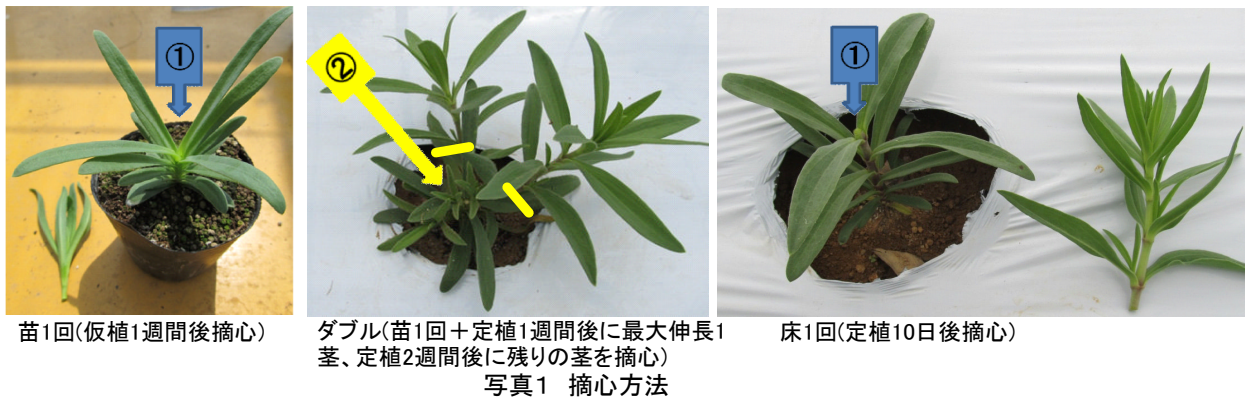 ①
②
①
苗1回(仮植1週間後摘心)
ダブル(苗1回＋定植1週間後に最大伸長1
茎、定植2週間後に残りの茎を摘心)
床1回(定植10日後摘心)
写真1　摘心方法